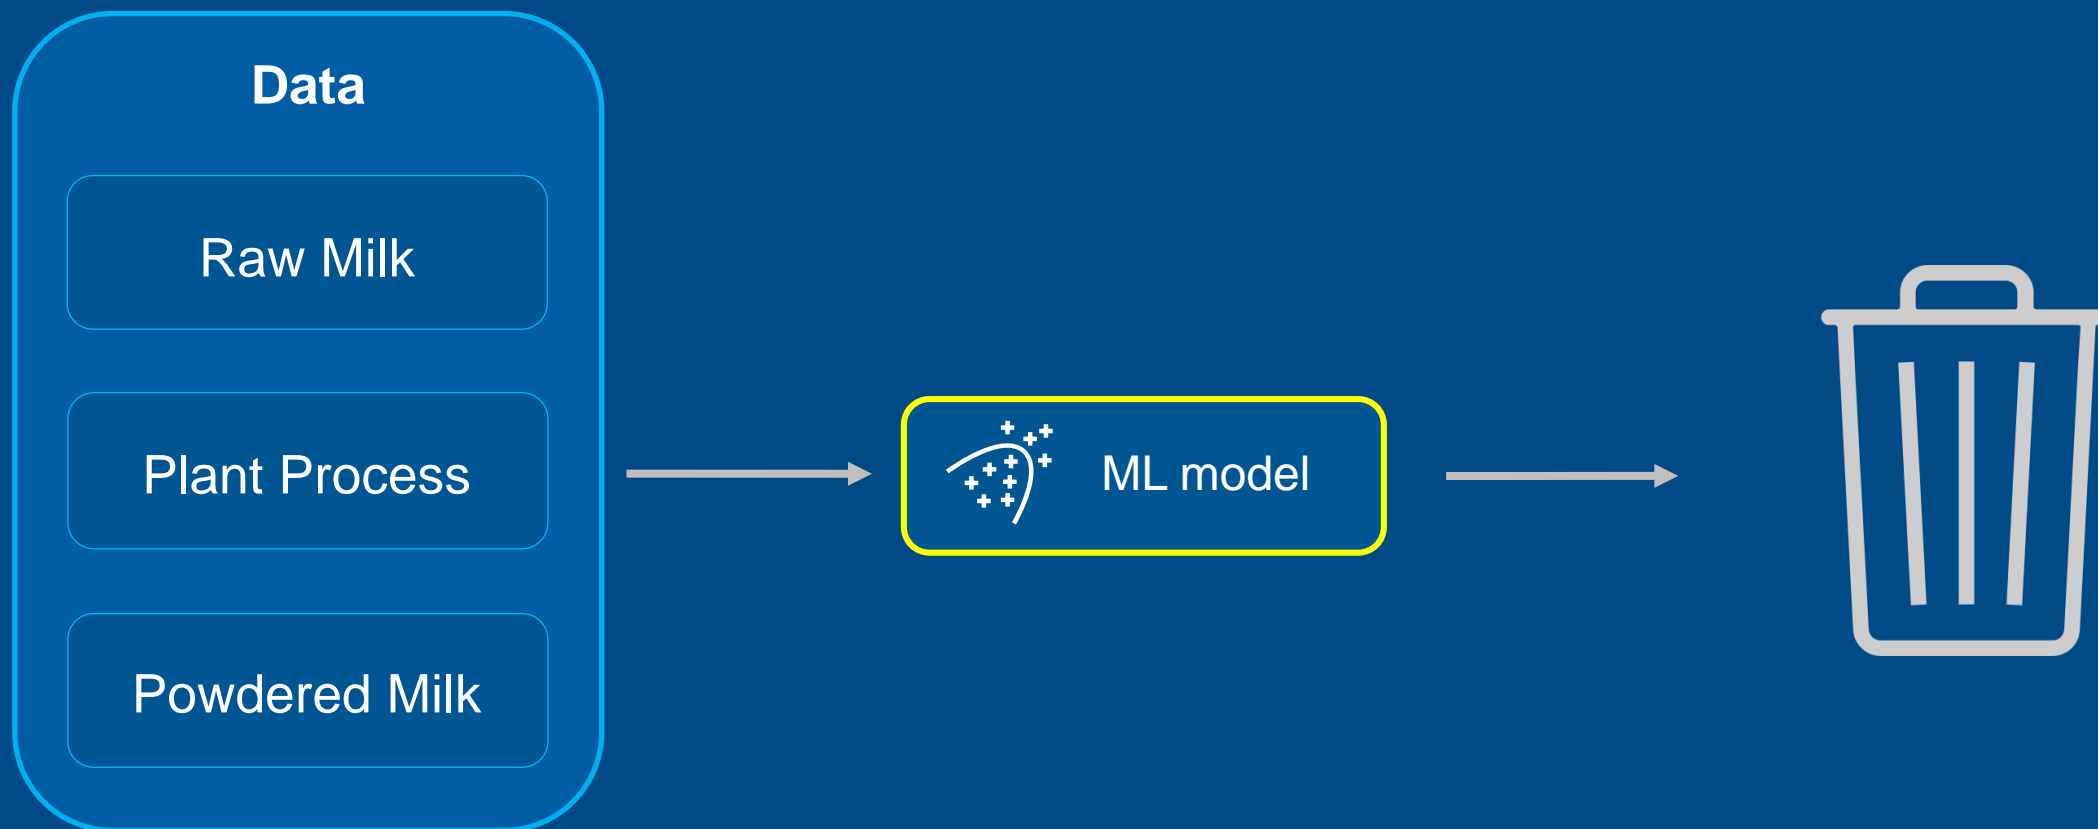 Data
Raw Milk
Plant Process
Powdered Milk
ML model